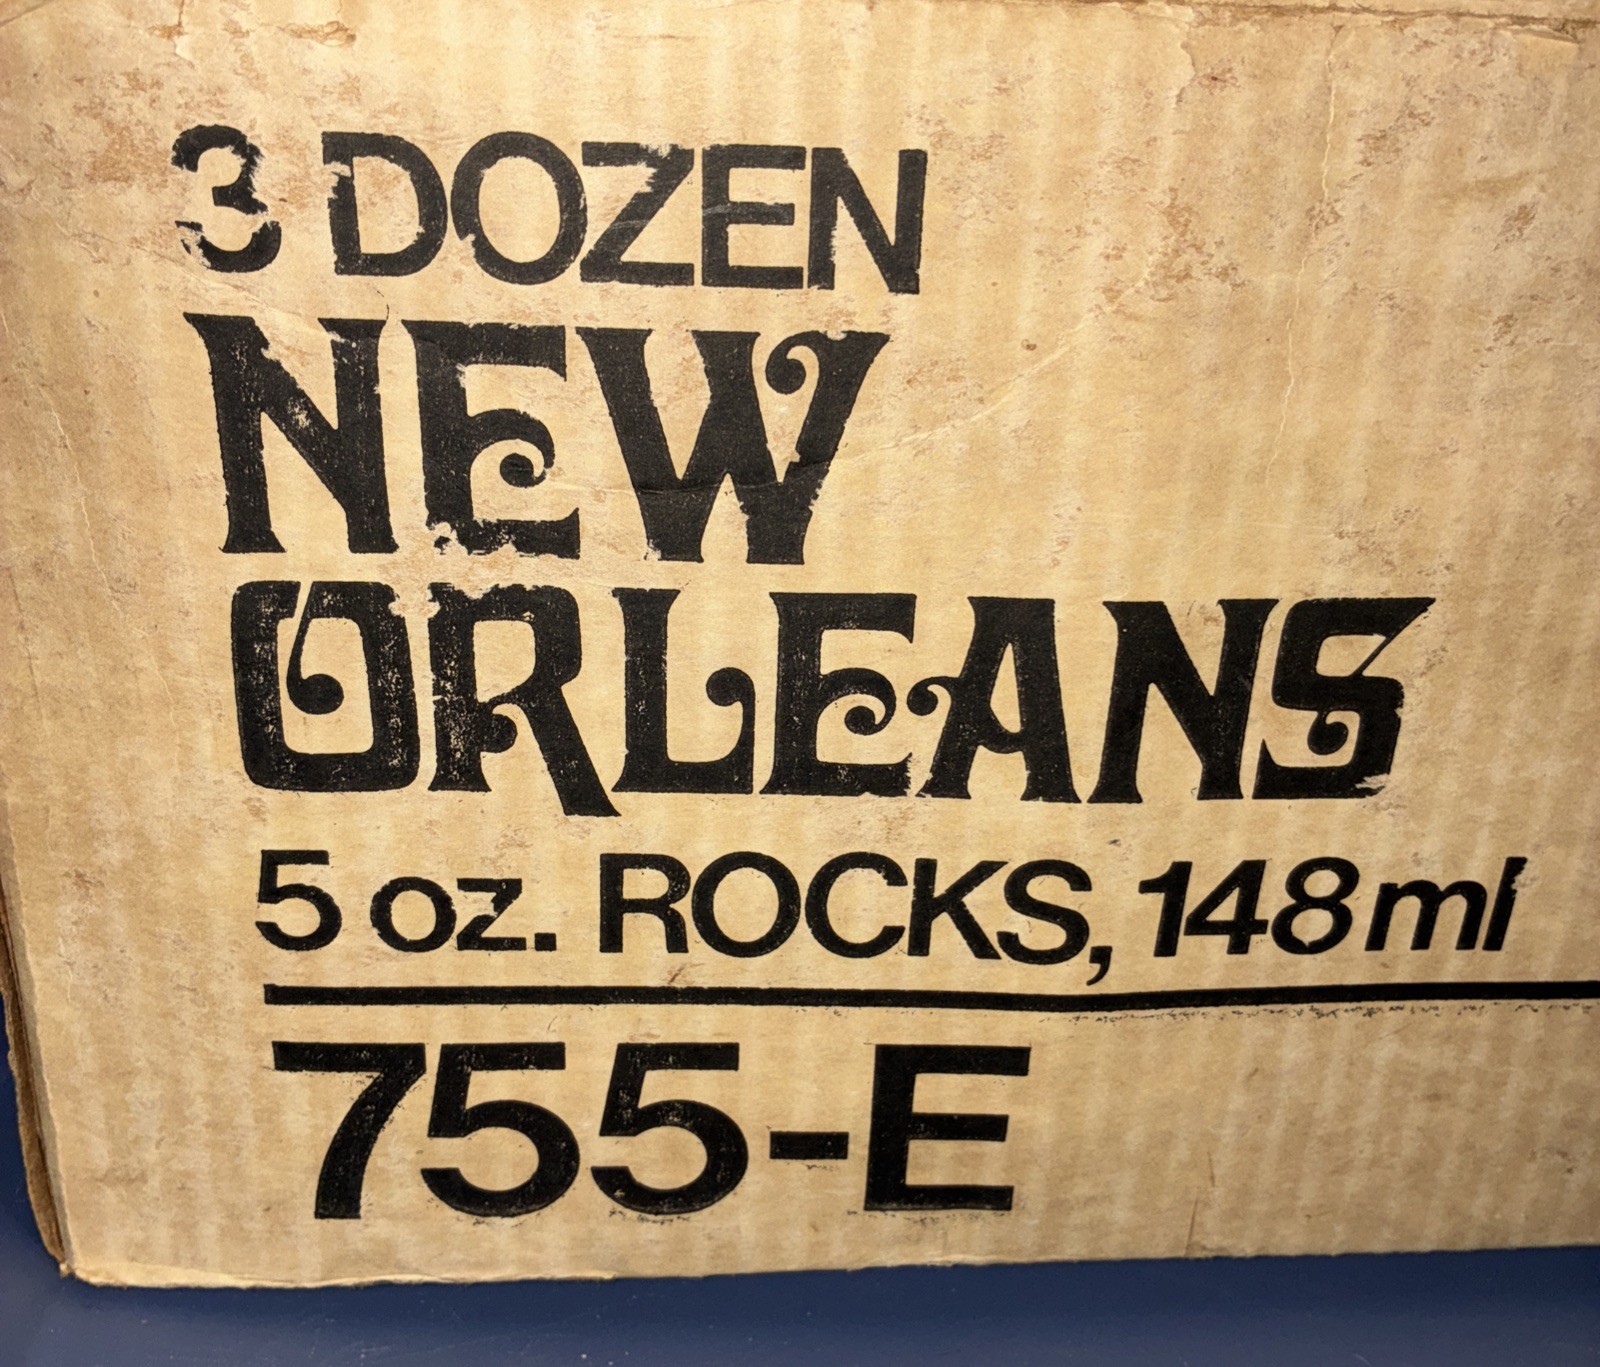 3 DOZEN
NEW
ORLEANS
5 oz. ROCKS, 148 ml
755-E